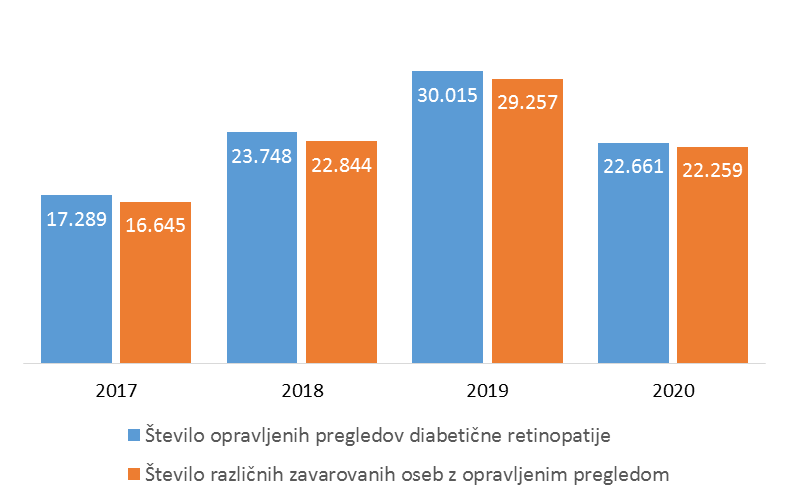 30.015
29.257
23.748
22.844
22.661
22.259
17.289
16.645
2017 2018 2019 2020
Število opravljenih pregledov diabetične retinopatije
Število različnih zavarovanih oseb z opravljenim pregledom